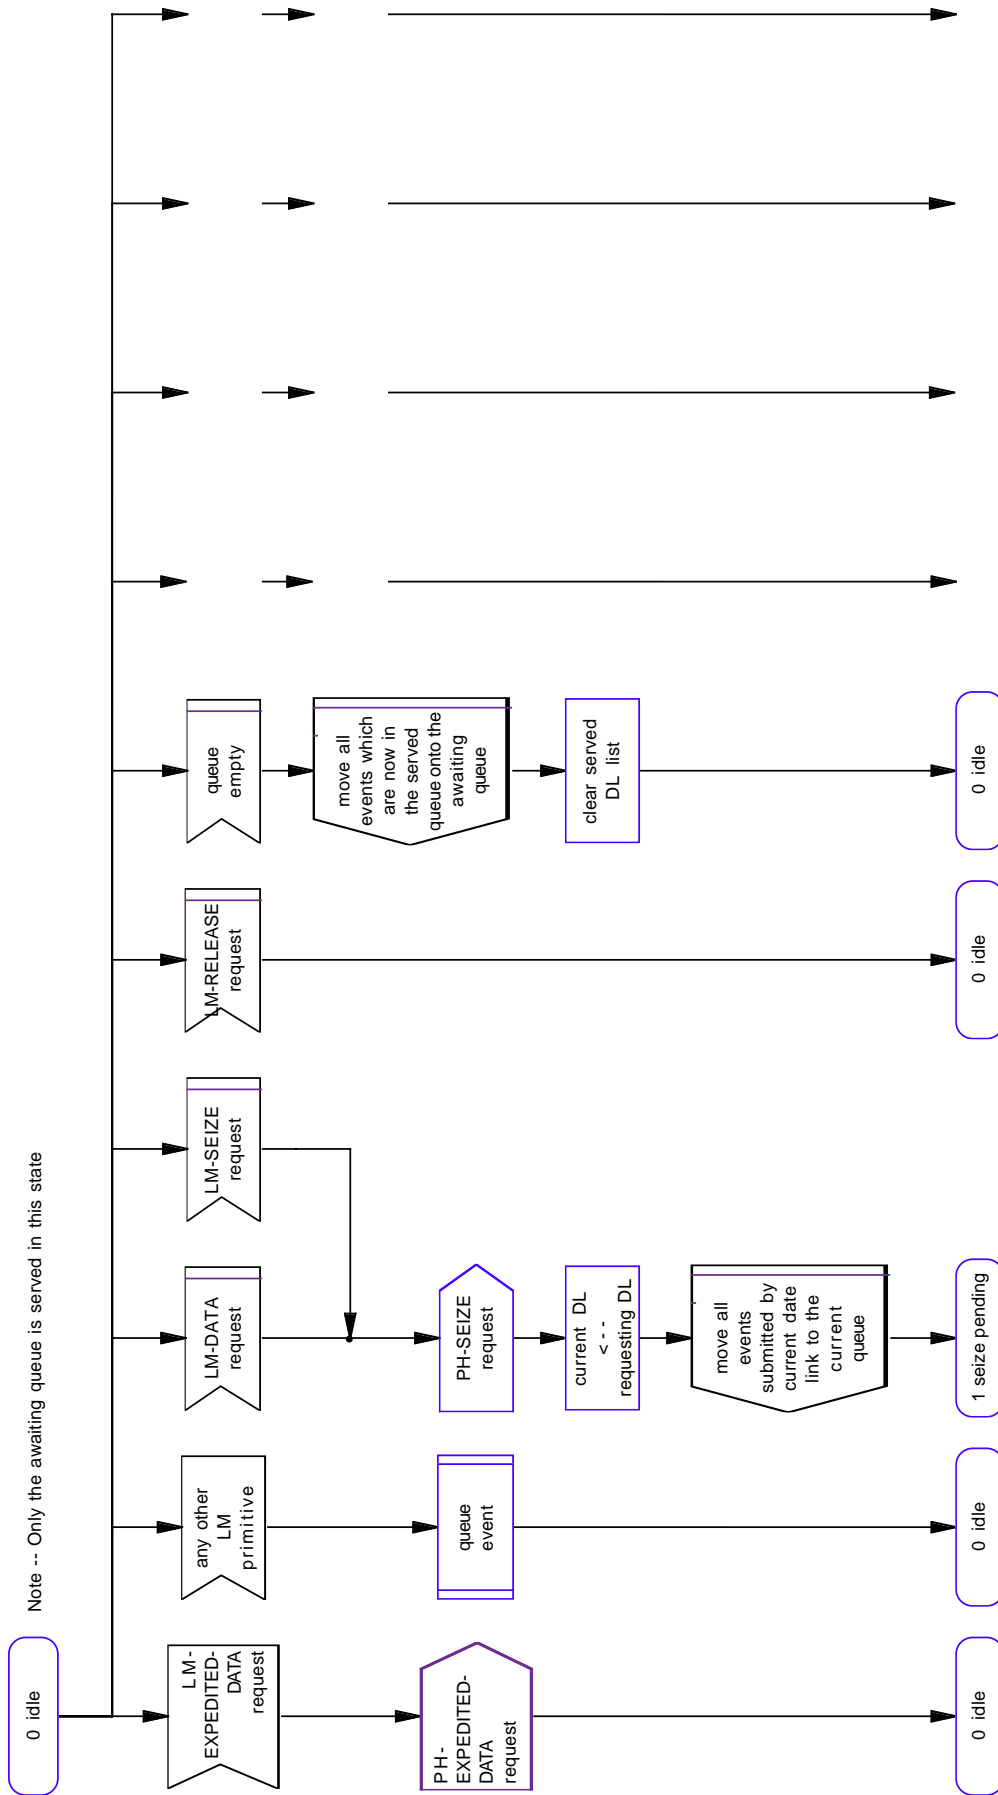 0 idle
Note -- Only the awaiting queue is served in this state
LM-
EXPEDITED-
DATA
request
PH-
EXPEDITED-
DATA
request
0 idle
any other
LM
primitive
queue
event
0 idle
LM-DATA
request
PH-SEIZE
request
current DL
<---
requesting DL
move all
events
submitted by
current date
link to the
current
queue
1 seize pending
LM-SEIZE
request
LM-RELEASE
request
0 idle
queue
empty
move all
events which
are now in
the served
queue onto the
awaiting
queue
clear served
DL list
0 idle